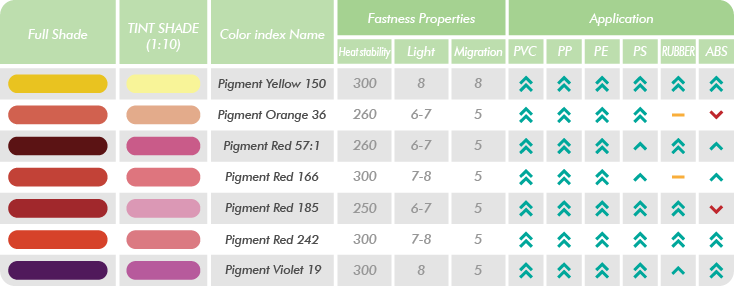 Full Shade TINT SHADE (1:10) Color index Name Fastness Properties Application
Heat stability Light Migration PVC PP PE PS RUBBER ABS
Pigment Yellow 150 300 8 8
Pigment Orange 36 260 6-7 5
Pigment Red 57:1 260 6-7 5
Pigment Red 166 300 7-8 5
Pigment Red 185 250 6-7 5
Pigment Red 242 300 7-8 5
Pigment Violet 19 300 8 5